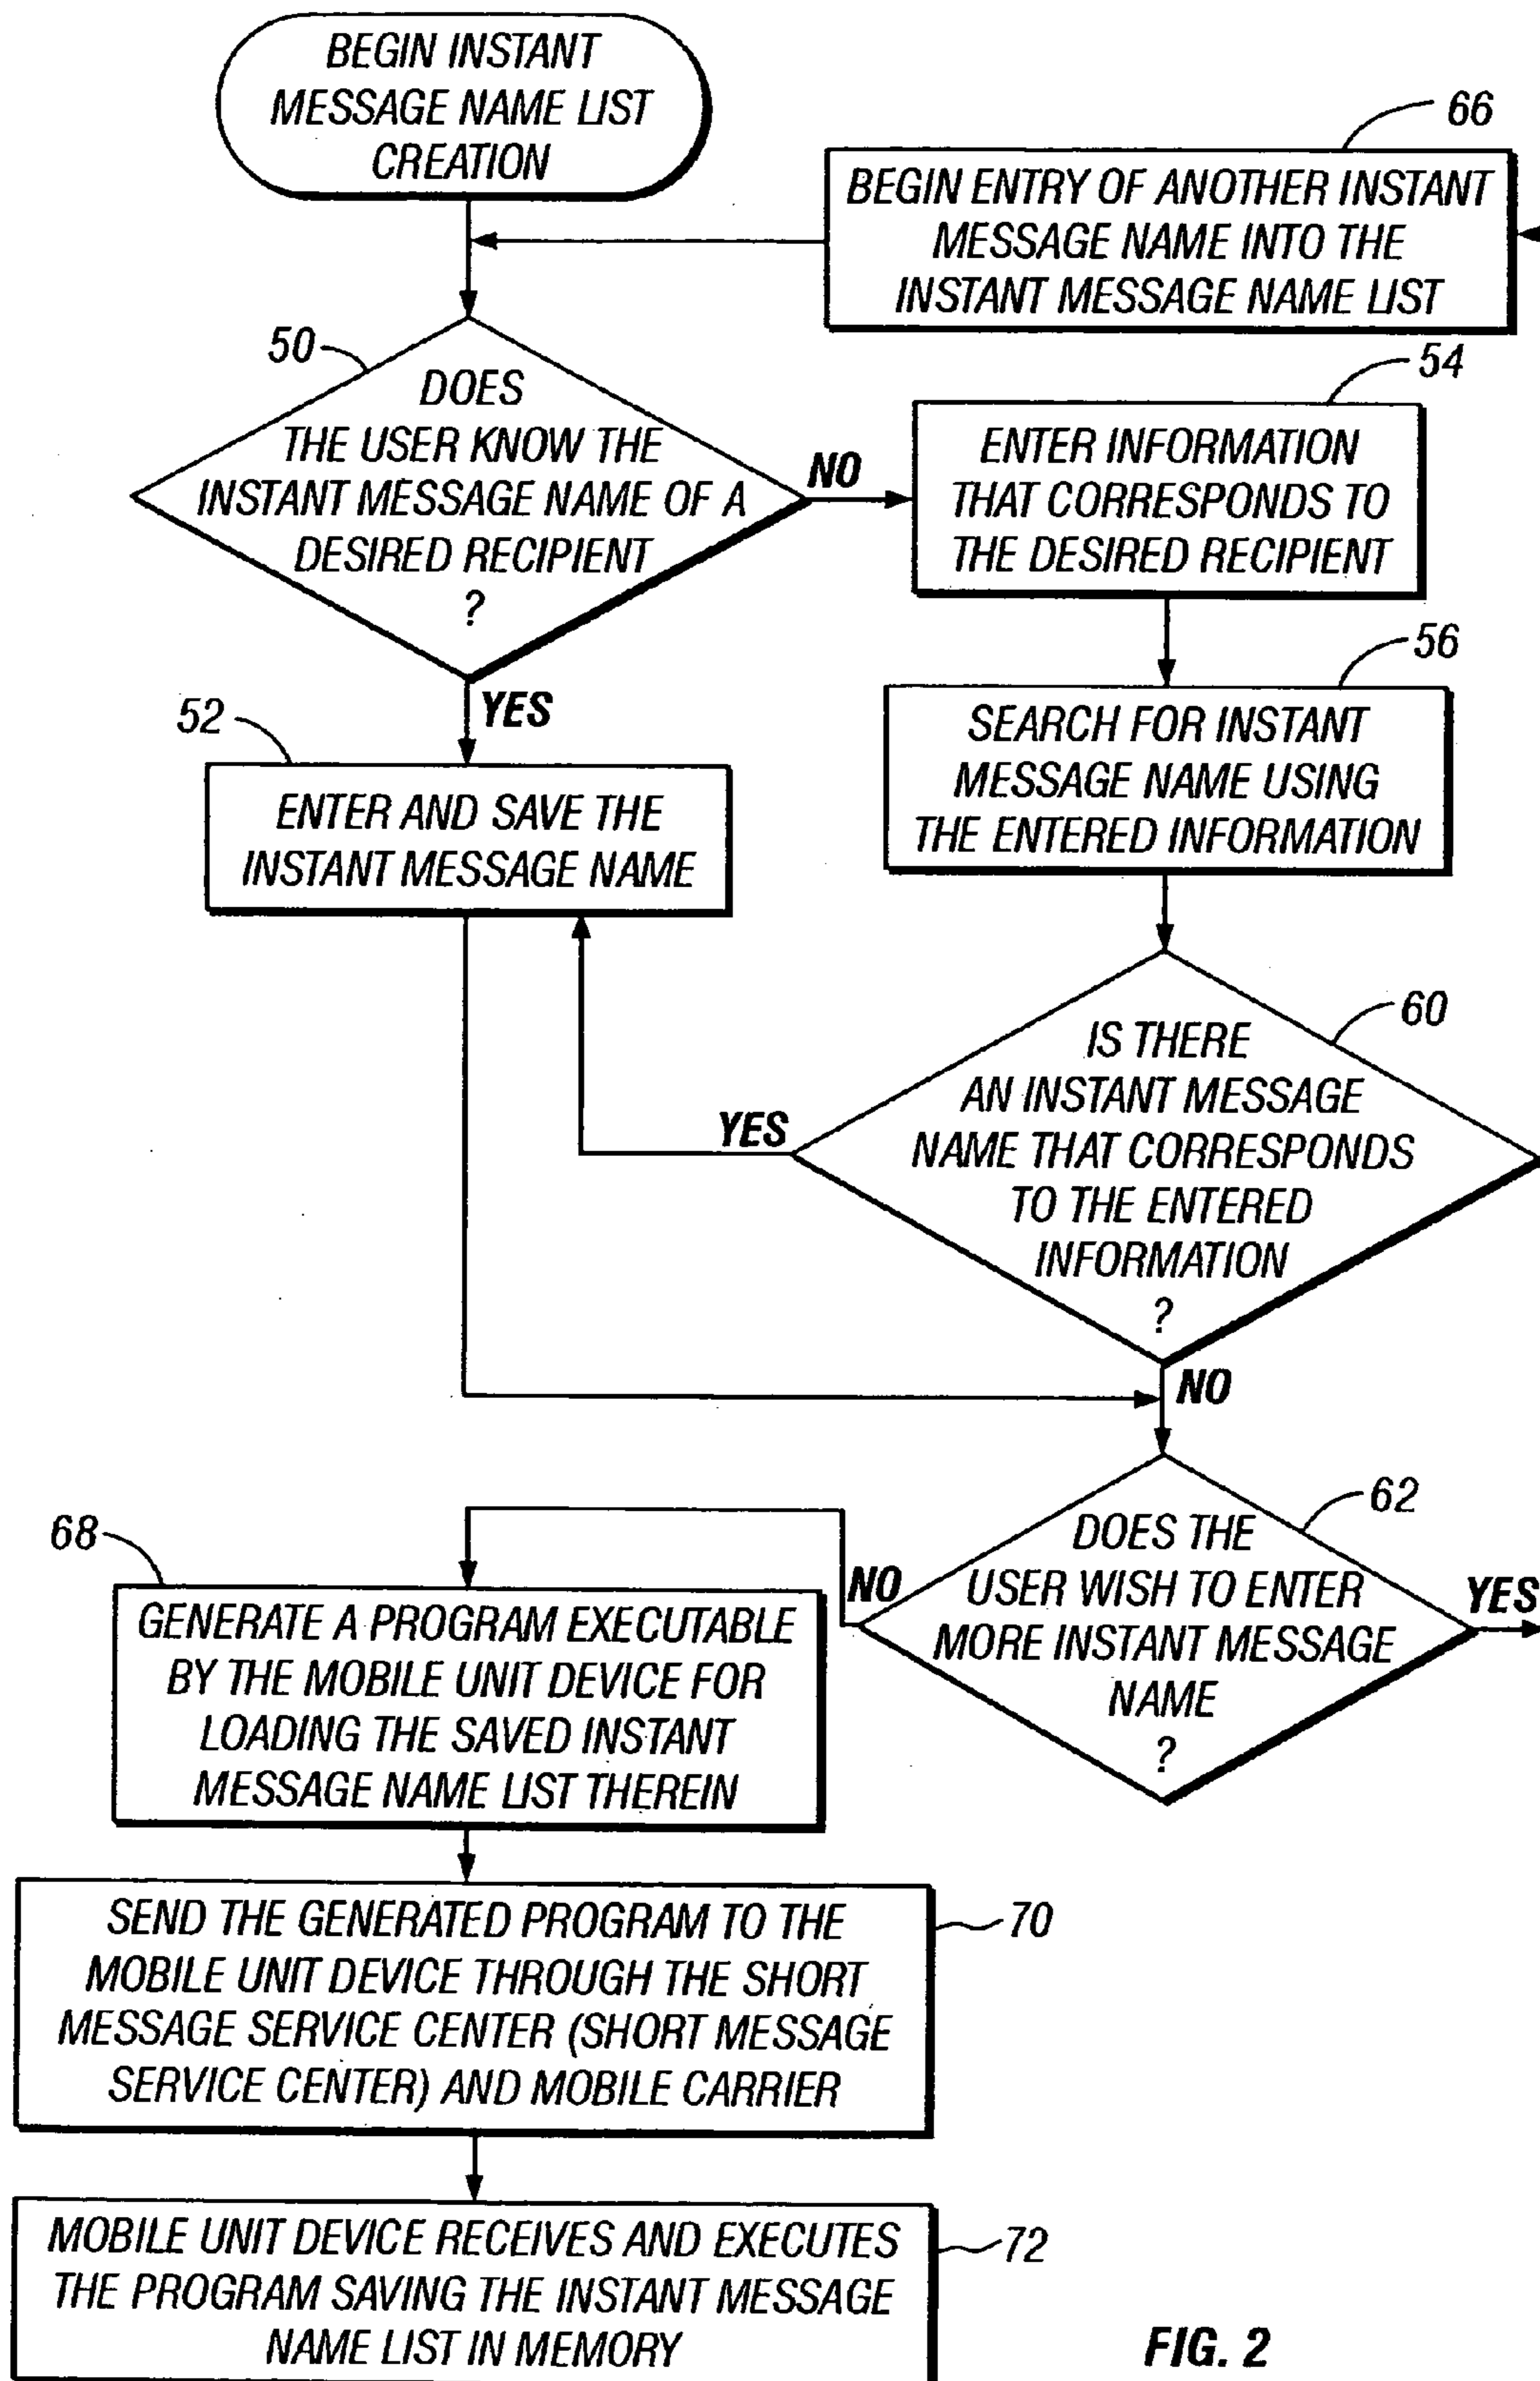 BEGIN INSTANT
MESSAGE NAME LIST
CREATION
66
BEGIN ENTRY OF ANOTHER INSTANT
MESSAGE NAME INTO THE
INSTANT MESSAGE NAME LIST
50
DOES
THE USER KNOW THE
INSTANT MESSAGE NAME OF A
DESIRED RECIPIENT
?
NO
54
ENTER INFORMATION
THAT CORRESPONDS TO
THE DESIRED RECIPIENT
YES
52
ENTER AND SAVE THE
INSTANT MESSAGE NAME
56
SEARCH FOR INSTANT
MESSAGE NAME USING
THE ENTERED INFORMATION
60
IS THERE
AN INSTANT MESSAGE
NAME THAT CORRESPONDS
TO THE ENTERED
INFORMATION
?
YES
NO
62
DOES THE
USER WISH TO ENTER
MORE INSTANT MESSAGE
NAME
?
YES
NO
68
GENERATE A PROGRAM EXECUTABLE
BY THE MOBILE UNIT DEVICE FOR
LOADING THE SAVED INSTANT
MESSAGE NAME LIST THEREIN
SEND THE GENERATED PROGRAM TO THE
MOBILE UNIT DEVICE THROUGH THE SHORT
MESSAGE SERVICE CENTER (SHORT MESSAGE
SERVICE CENTER) AND MOBILE CARRIER
70
MOBILE UNIT DEVICE RECEIVES AND EXECUTES
THE PROGRAM SAVING THE INSTANT MESSAGE
NAME LIST IN MEMORY
72
FIG. 2